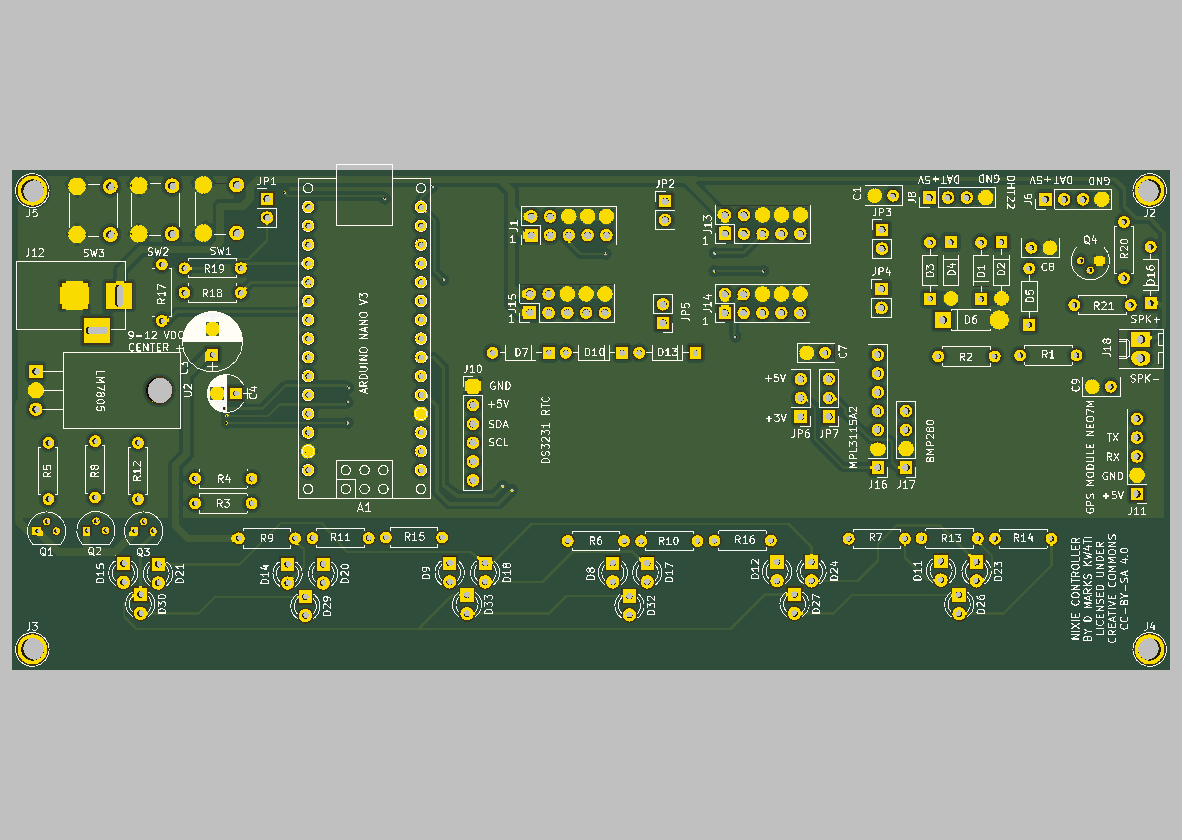 J5
SW3
SW2
SW1
JP1
J12
R19
R18
R17
9-12 VDC
CENTER +
C3
+
C4
LM7805
U2
R5
R8
R12
R4
R3
Q1
Q2
Q3
ARDUINO NANO V3
A1
J1
1
JP2
J13
1
J15
1
JP5
J14
1
D7
D10
D13
J10
GND
+5V
SDA
SCL
DS3231 RTC
C7
+5V
+3V
JP6
JP7
MPL3115A2
J16
BMP280
J17
C1
JP3
JP4
J8
DAT+5V
GND
DHT22
J6
DAT +5V
GND
J2
D3
D4
D1
D2
D5
D6
C8
Q4
R20
D16
R21
SPK+
J18
SPK-
R2
R1
C9
GPS MODULE NEO7M
TX
RX
GND
+5V
J11
R9
R11
R15
R6
R10
R16
R7
R13
R14
D15
D21
D30
D14
D20
D29
D9
D18
D33
D8
D17
D32
D12
D24
D27
D11
D23
D26
NIXIE CONTROLLER
BY D MARKS KW4TI
LICENSED UNDER
CREATIVE COMMONS
CC-BY-SA 4.0
J3
J4